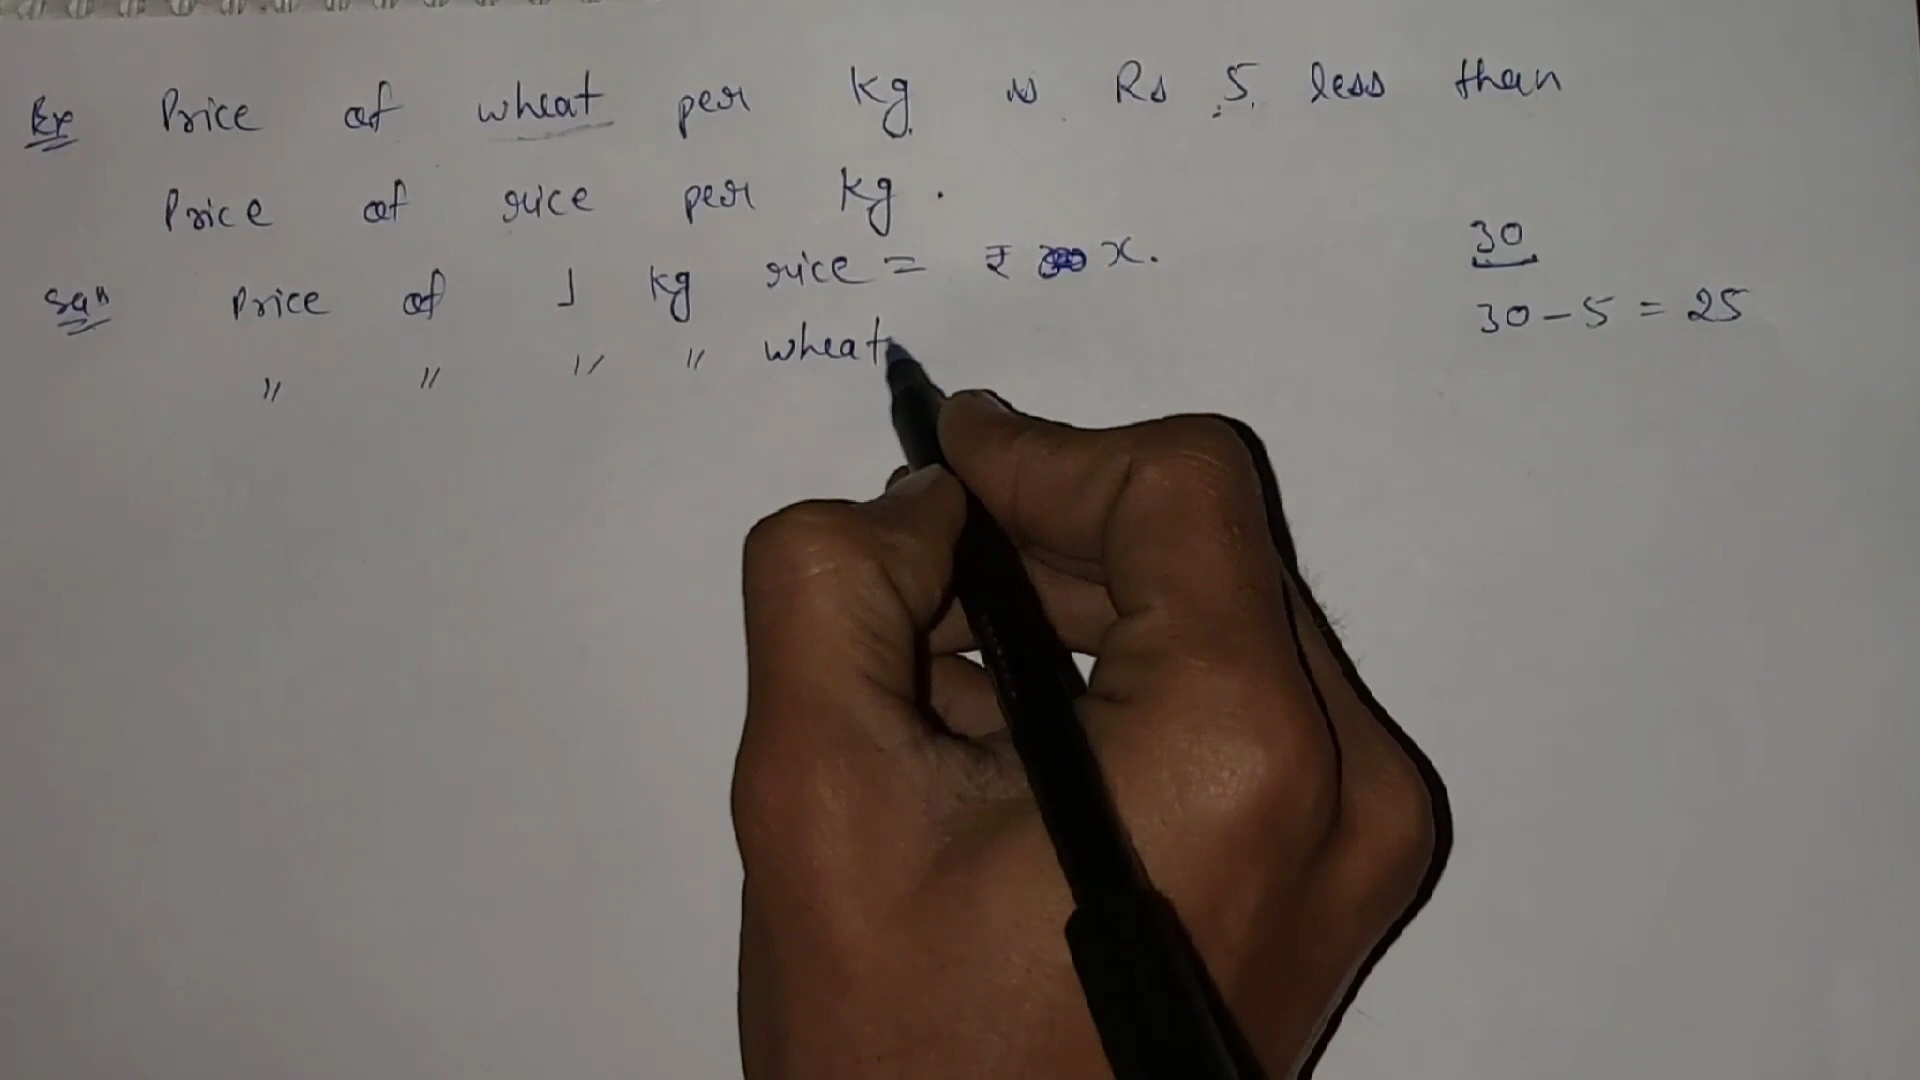 Ex Price of wheat per kg is Rs 5 less than
Price of rice per kg.
Soln Price of 1 kg rice = ₹ x.
" " " " wheat
30
30 - 5 = 25